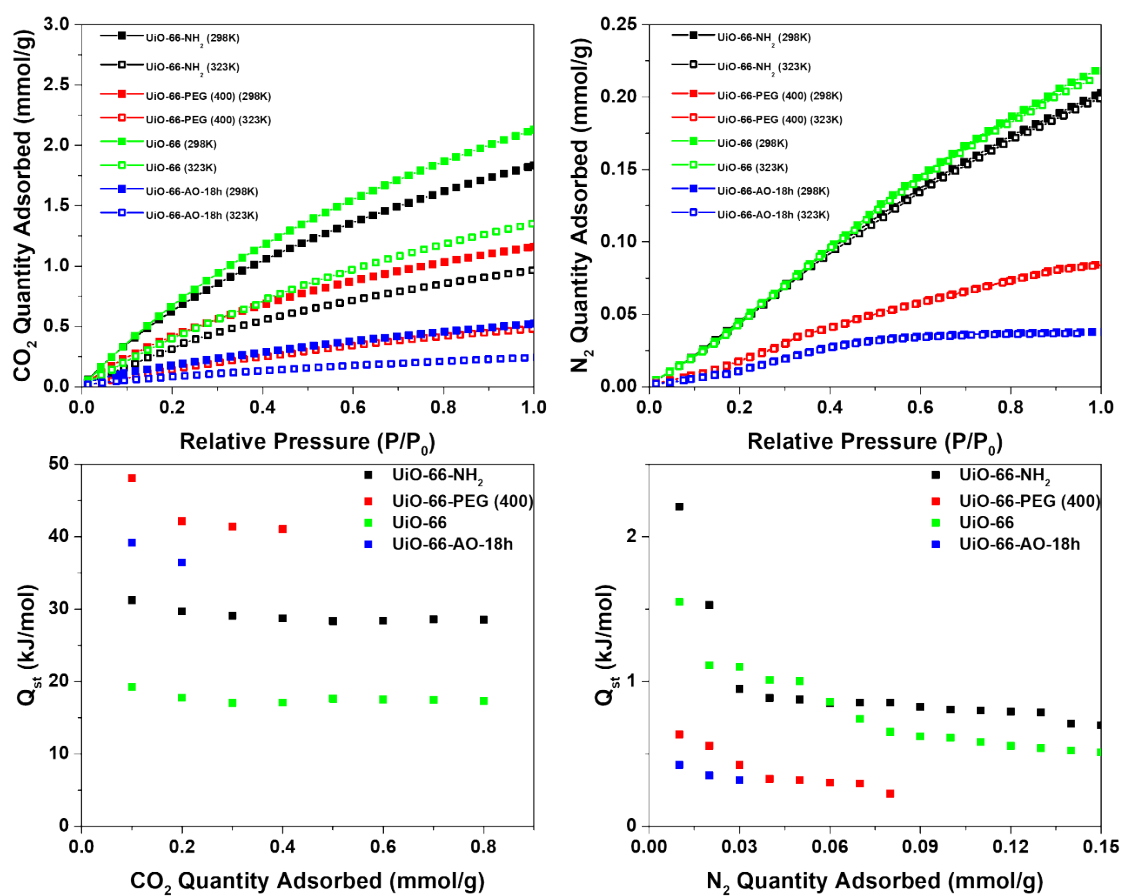 3.0
2.5
2.0
1.5
1.0
0.5
0.0
CO₂ Quantity Adsorbed (mmol/g)
UiO-66-NH₂ (298K)
UiO-66-NH₂ (323K)
UiO-66-PEG (400) (298K)
UiO-66-PEG (400) (323K)
UiO-66 (298K)
UiO-66 (323K)
UiO-66-AO-18h (298K)
UiO-66-AO-18h (323K)
0.0 0.2 0.4 0.6 0.8 1.0
Relative Pressure (P/P₀)
0.25
0.20
0.15
0.10
0.05
0.00
N₂ Quantity Adsorbed (mmol/g)
UiO-66-NH₂ (298K)
UiO-66-NH₂ (323K)
UiO-66-PEG (400) (298K)
UiO-66-PEG (400) (323K)
UiO-66 (298K)
UiO-66 (323K)
UiO-66-AO-18h (298K)
UiO-66-AO-18h (323K)
0.0 0.2 0.4 0.6 0.8 1.0
Relative Pressure (P/P₀)
50
40
30
20
10
0
Qst (kJ/mol)
UiO-66-NH₂
UiO-66-PEG (400)
UiO-66
UiO-66-AO-18h
0.0 0.2 0.4 0.6 0.8
CO₂ Quantity Adsorbed (mmol/g)
2
1
0
Qst (kJ/mol)
UiO-66-NH₂
UiO-66-PEG (400)
UiO-66
UiO-66-AO-18h
0.00 0.03 0.06 0.09 0.12 0.15
N₂ Quantity Adsorbed (mmol/g)